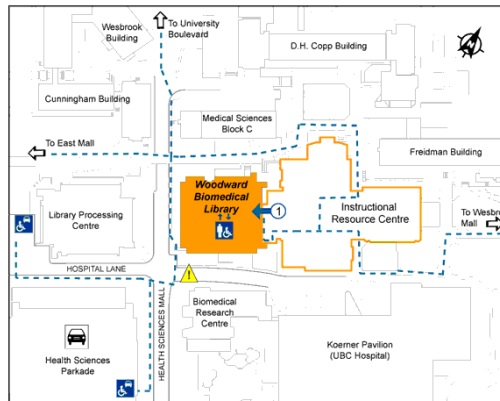 Wesbrook
Building
To University
Boulevard
D.H. Copp Building
Cunningham Building
Medical Sciences
Block C
To East Mall
Freidman Building
Woodward
Biomedical
Library
1
Instructional
Resource Centre
Library Processing
Centre
To Wesbrook
Mall
HOSPITAL LANE
!
HEALTH SCIENCES MALL
Biomedical
Research
Centre
Health Sciences
Parkade
Koerner Pavilion
(UBC Hospital)